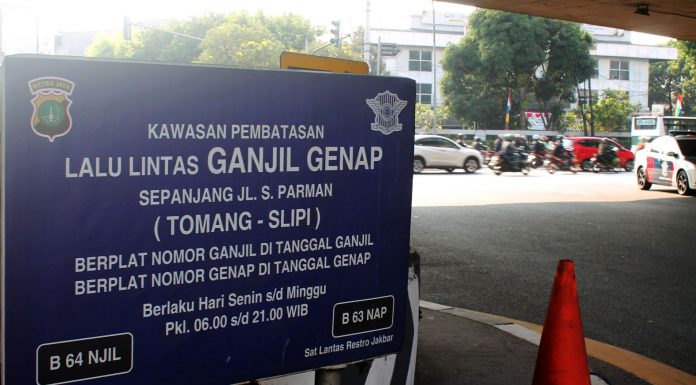 METRO JAYA
KAWASAN PEMBATASAN
LALU LINTAS GANJIL GENAP
SEPANJANG JL. S. PARMAN
( TOMANG - SLIPI )
BERPLAT NOMOR GANJIL DI TANGGAL GANJIL
BERPLAT NOMOR GENAP DI TANGGAL GENAP
Berlaku Hari Senin s/d Minggu
Pkl. 06.00 s/d 21.00 WIB
B 64 NJIL
B 63 NAP
Sat Lantas Restro Jakbar